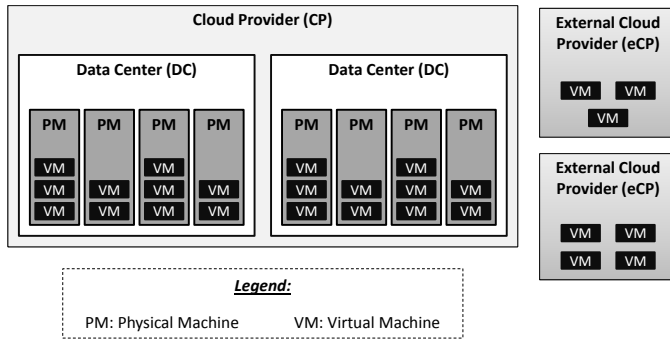 Cloud Provider (CP)
Data Center (DC)
PM PM PM PM
VM VM
VM VM VM VM
VM VM VM VM
Data Center (DC)
PM PM PM PM
VM VM
VM VM VM VM
VM VM VM VM
External Cloud
Provider (eCP)
VM VM
VM
External Cloud
Provider (eCP)
VM VM
VM VM
Legend:
PM: Physical Machine VM: Virtual Machine